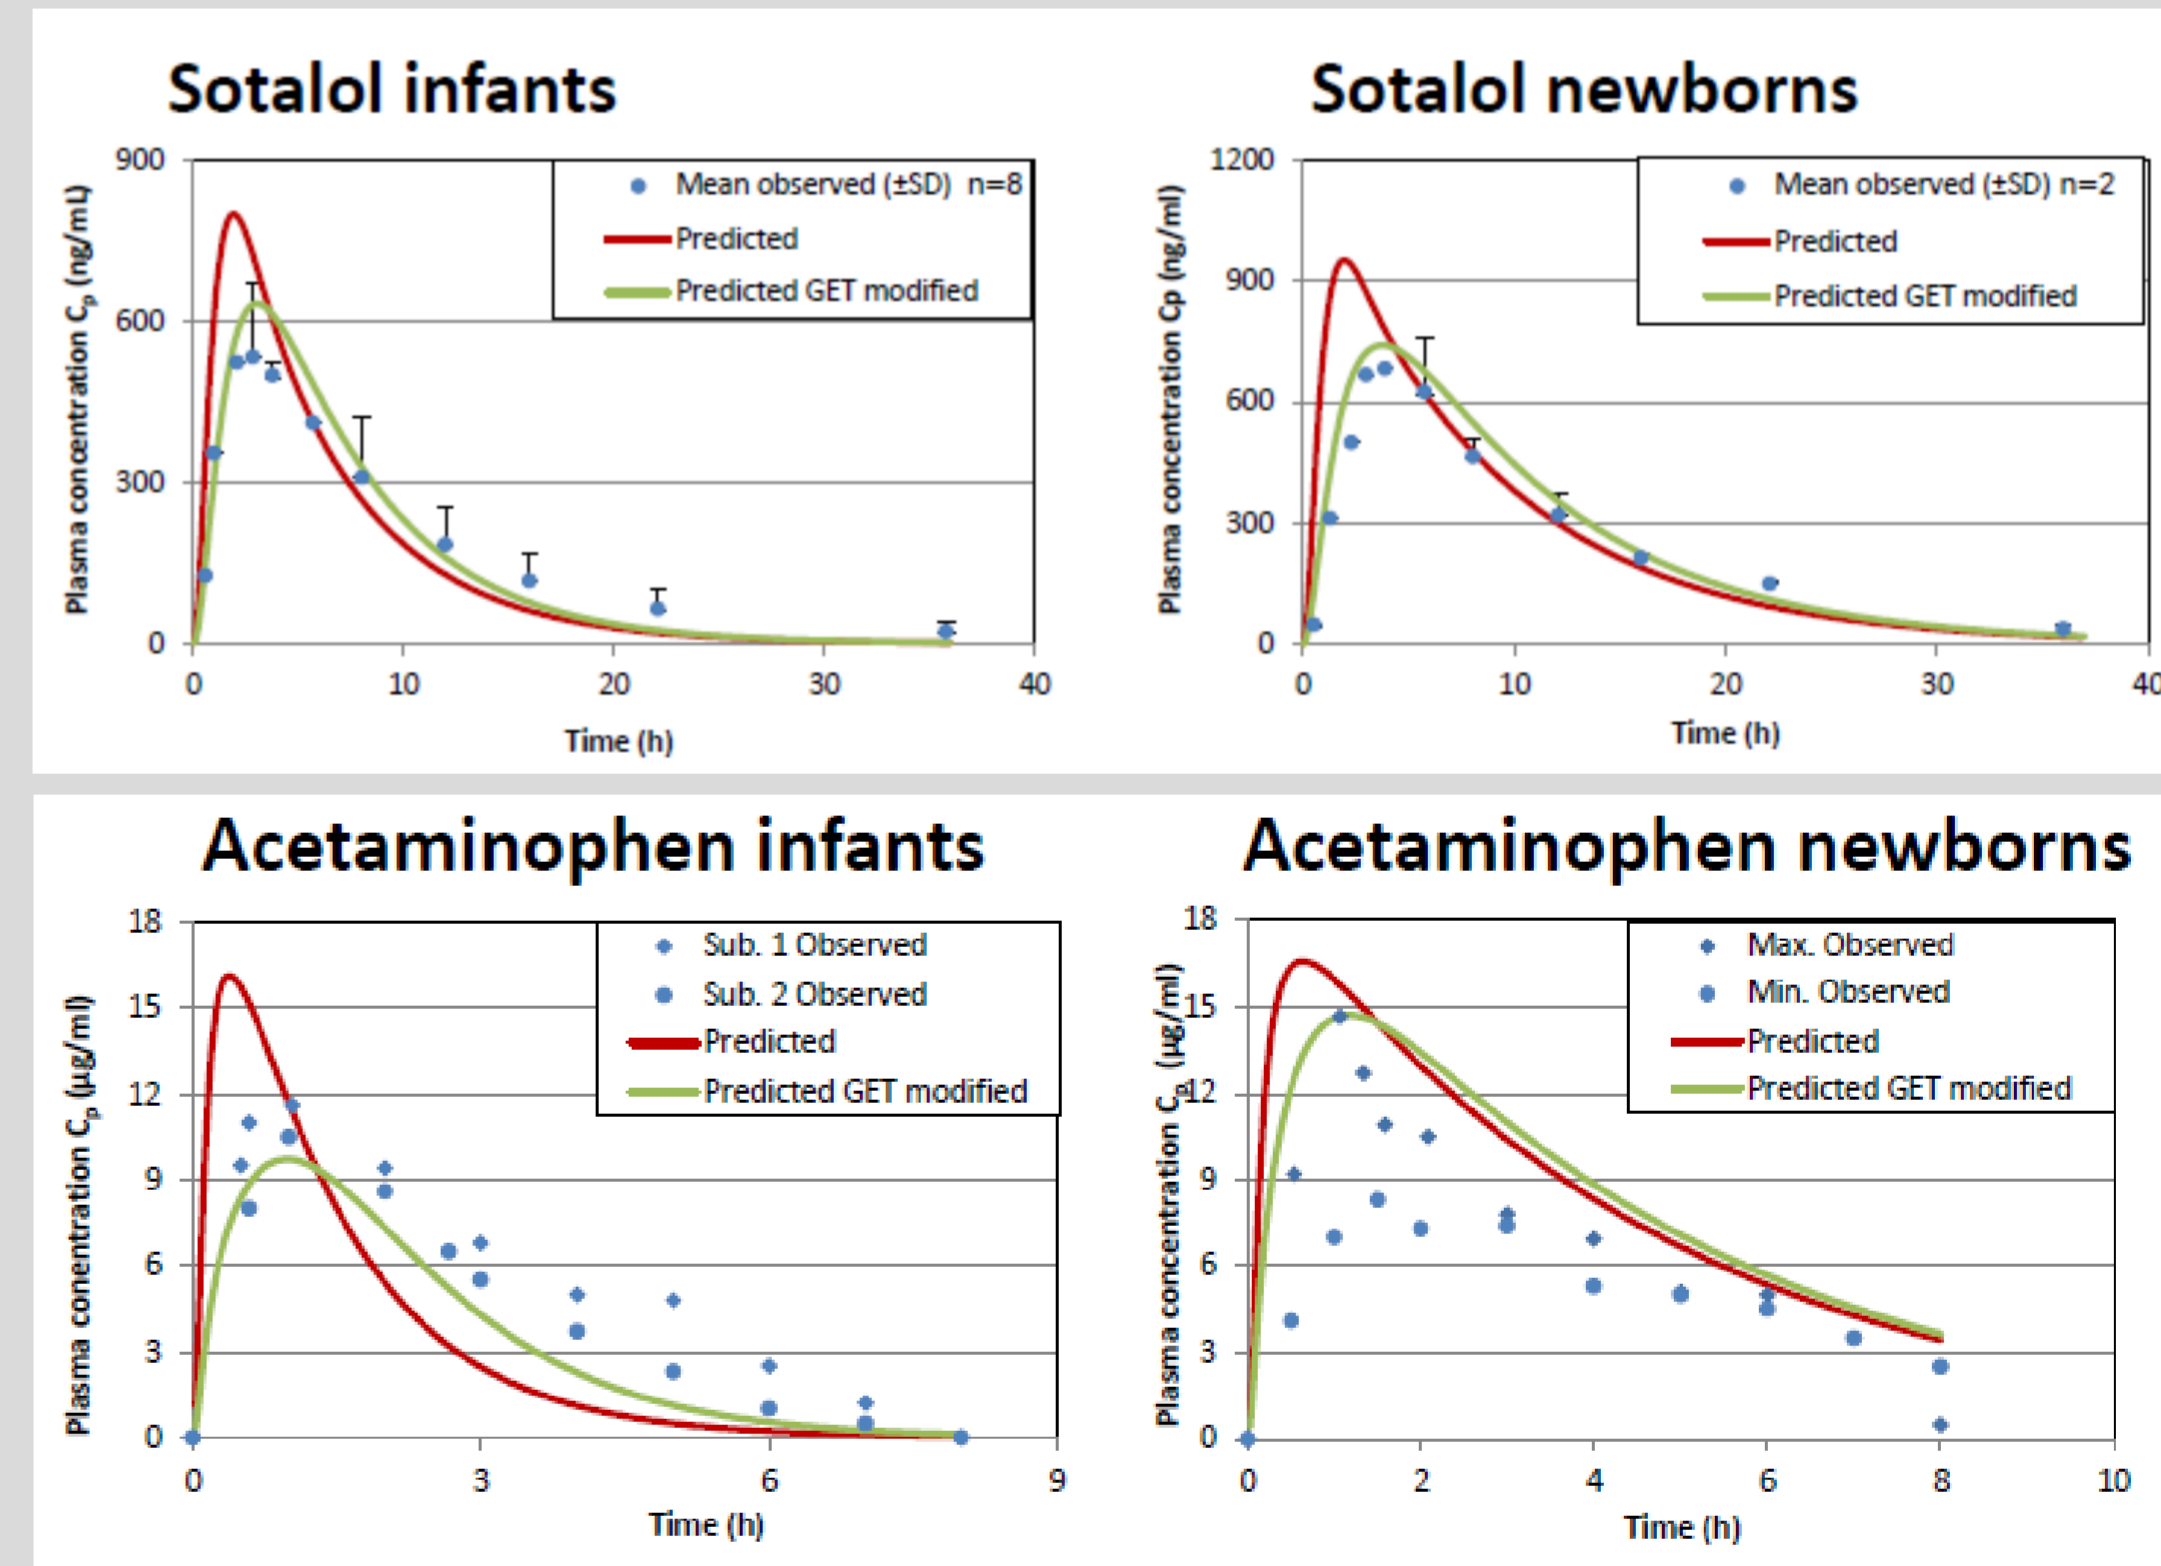 Sotalol infants
Plasma concentration Cp (ng/mL)
900
600
300
0
0 10 20 30 40
Time (h)
Mean observed (±SD) n=8
Predicted
Predicted GET modified
Sotalol newborns
Plasma concentration Cp (ng/ml)
1200
900
600
300
0
0 10 20 30 40
Time (h)
Mean observed (±SD) n=2
Predicted
Predicted GET modified
Acetaminophen infants
Plasma conentration Cp (µg/ml)
18
15
12
9
6
3
0
0 3 6 9
Time (h)
Sub. 1 Observed
Sub. 2 Observed
Predicted
Predicted GET modified
Acetaminophen newborns
Plasma concentration Cp (µg/ml)
18
15
12
9
6
3
0
0 2 4 6 8 10
Time (h)
Max. Observed
Min. Observed
Predicted
Predicted GET modified